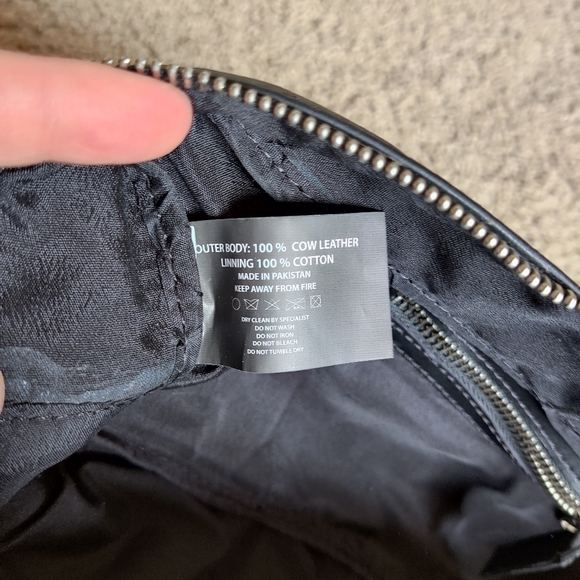 OUTER BODY: 100 % COW LEATHER
LINNING 100 % COTTON
MADE IN PAKISTAN
KEEP AWAY FROM FIRE
DRY CLEAN BY SPECIALIST
DO NOT WASH
DO NOT IRON
DO NOT BLEACH
DO NOT TUMBLE DRY